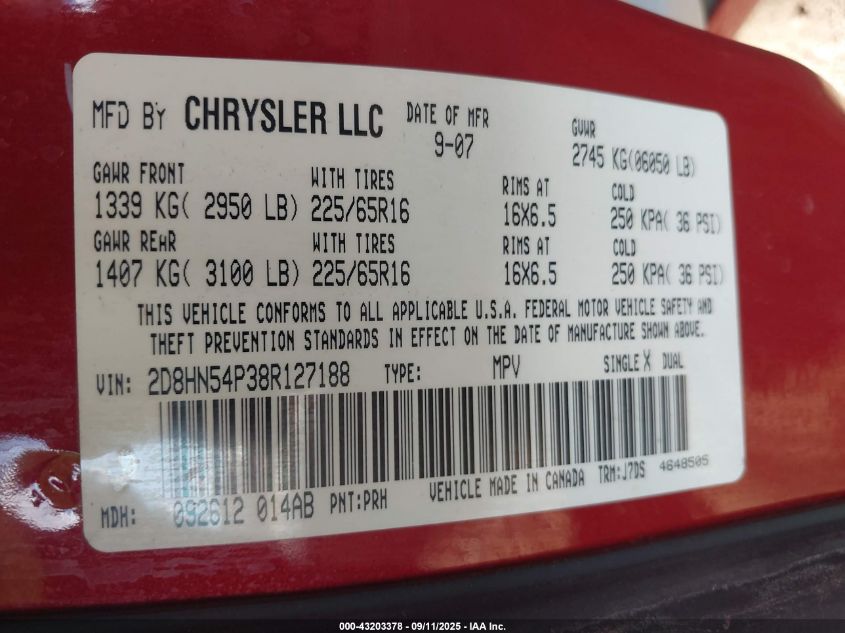 MFD BY CHRYSLER LLC DATE OF MFR 9-07 GVWR 2745 KG(06050 LB)
GAWR FRONT WITH TIRES RIMS AT COLD
1339 KG( 2950 LB) 225/65R16 16X6.5 250 KPA( 36 PSI)
GAWR REAR WITH TIRES RIMS AT COLD
1407 KG( 3100 LB) 225/65R16 16X6.5 250 KPA( 36 PSI)
THIS VEHICLE CONFORMS TO ALL APPLICABLE U.S.A. FEDERAL MOTOR VEHICLE SAFETY AND
THEFT PREVENTION STANDARDS IN EFFECT ON THE DATE OF MANUFACTURE SHOWN ABOVE.
VIN: 2D8HN54P38R127188 TYPE: MPV SINGLE X DUAL
MDH: 092612 014AB PNT:PRH VEHICLE MADE IN CANADA TRM:J7DS 4648505
000-43203378 - 09/11/2025 - IAA Inc.